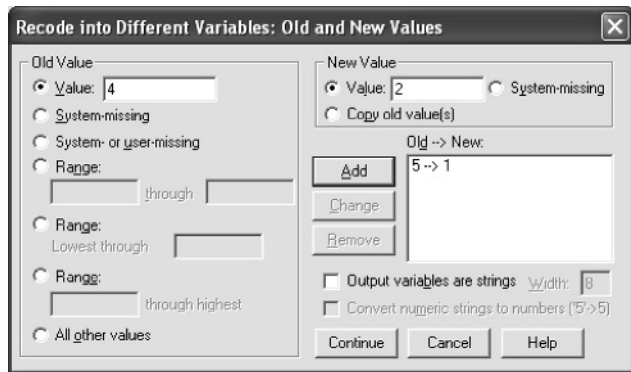 Recode into Different Variables: Old and New Values
Old Value
Value: 4
System-missing
System- or user-missing
Range:
through
Range:
Lowest through
Range:
through highest
All other values
New Value
Value: 2
System-missing
Copy old value(s)
Old --> New:
5 --> 1
Add
Change
Remove
Output variables are strings
Width: 8
Convert numeric strings to numbers ('5'->5)
Continue
Cancel
Help